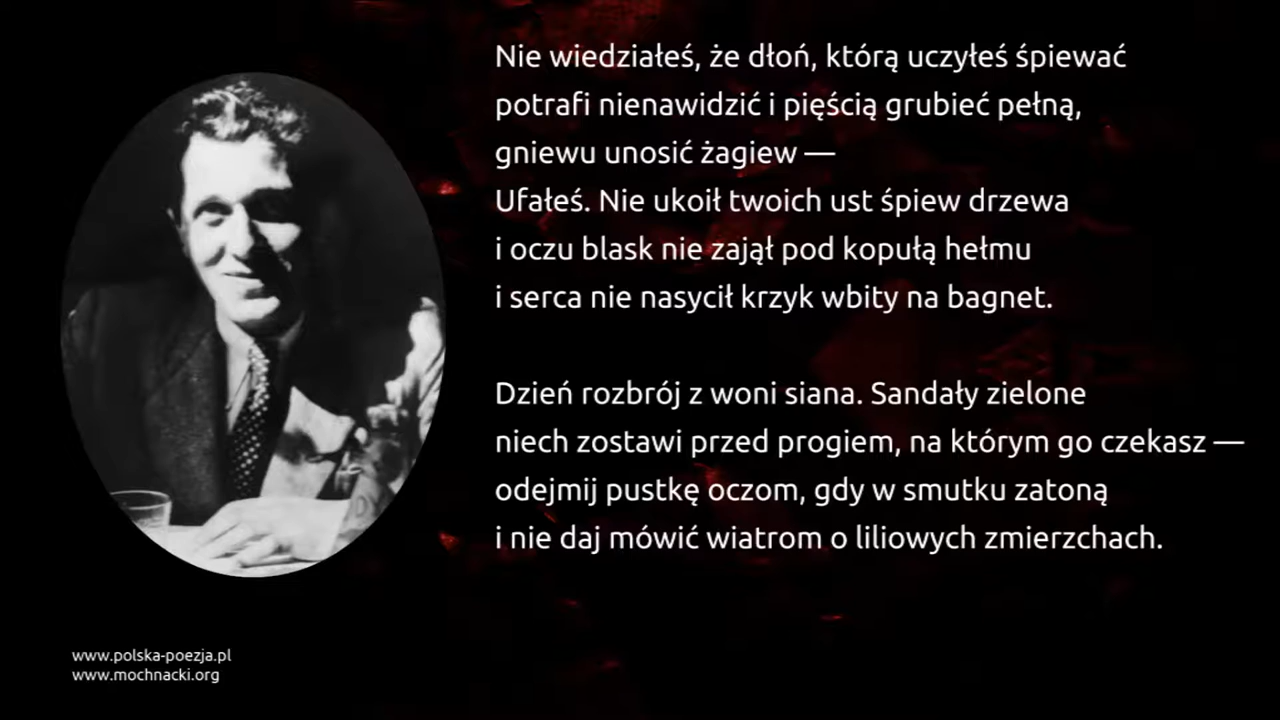 Nie wiedziałeś, że dłoń, którą uczyłeś śpiewać
potrafi nienawidzić i pięścią grubieć pełną,
gniewu unosić żagiew —
Ufałeś. Nie ukoił twoich ust śpiew drzewa
i oczu blask nie zajął pod kopułą hełmu
i serca nie nasycił krzyk wbity na bagnet.
Dzień rozbrój z woni siana. Sandały zielone
niech zostawi przed progiem, na którym go czekasz —
odejmij pustkę oczom, gdy w smutku zatoną
i nie daj mówić wiatrom o liliowych zmierzchach.
www.polska-poezja.pl
www.mochnacki.org